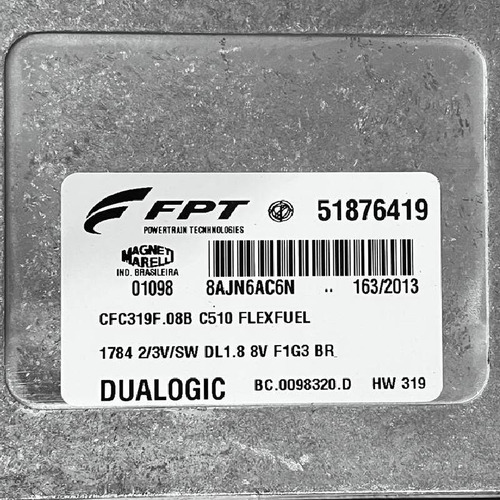 FPT 51876419
POWERTRAIN TECNHNOLOGIES
MAGNETI
MARELLI
IND. BRASILEIRA
01098 8AJN6AC6N .. 163/2013
CFC319F.08B C510 FLEXFUEL
1784 2/3V/SW DL1.8 8V F1G3 BR
DUALOGIC BC.0098320.D HW 319